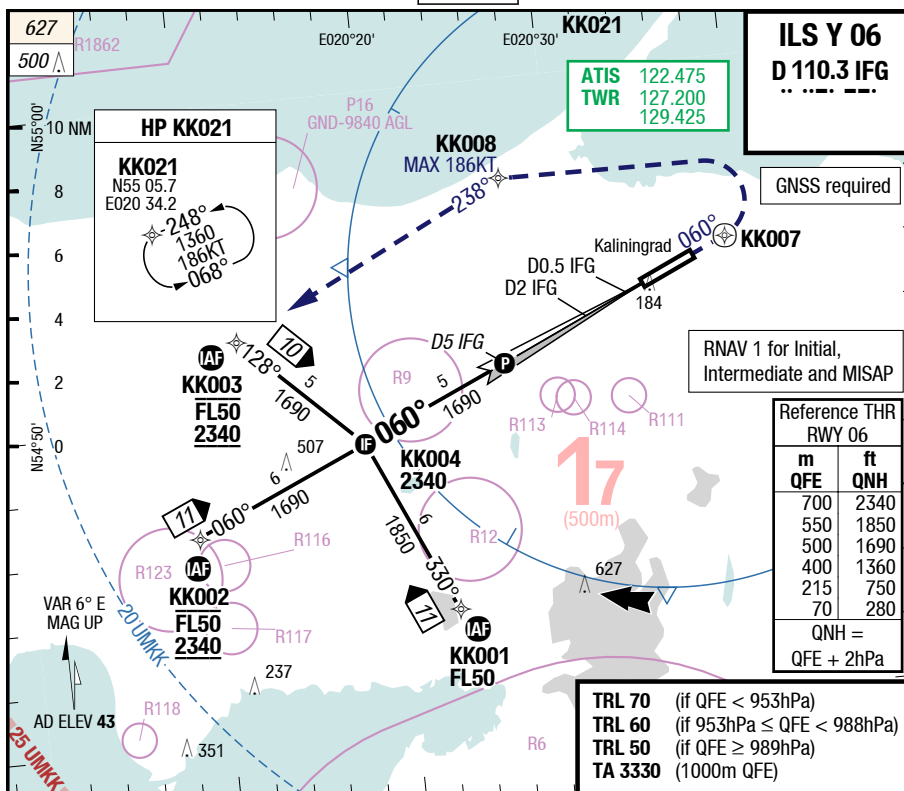 627
500
R1862
E020°20'
E020°30'
KK021
ILS Y 06
D 110.3 IFG
ATIS 122.475
TWR 127.200
129.425
N55°00'
10 NM
8
6
4
2
0
N54°50'
HP KK021
KK021
N55 05.7
E020 34.2
248°
1360
186KT
068°
P16
GND-9840 AGL
KK008
MAX 186KT
238°
GNSS required
060°
KK007
Kaliningrad
D0.5 IFG
D2 IFG
184
D5 IFG
P
RNAV 1 for Initial,
Intermediate and MISAP
IAF
KK003
FL50
2340
128°
10
5
1690
R9
060°
5
1690
IF
KK004
2340
R113
R114
R111
17
(500m)
Reference THR
RWY 06
m ft
QFE QNH
700 2340
550 1850
500 1690
400 1360
215 750
70 280
QNH =
QFE + 2hPa
507
11
060°
6
1690
R116
R123
IAF
KK002
FL50
2340
R117
6
1850
330°
11
R12
IAF
KK001
FL50
627
VAR 6° E
MAG UP
AD ELEV 43
20 UMKK
25 UMKK
237
R118
351
R6
TRL 70 (if QFE < 953hPa)
TRL 60 (if 953hPa ≤ QFE < 988hPa)
TRL 50 (if QFE ≥ 989hPa)
TA 3330 (1000m QFE)